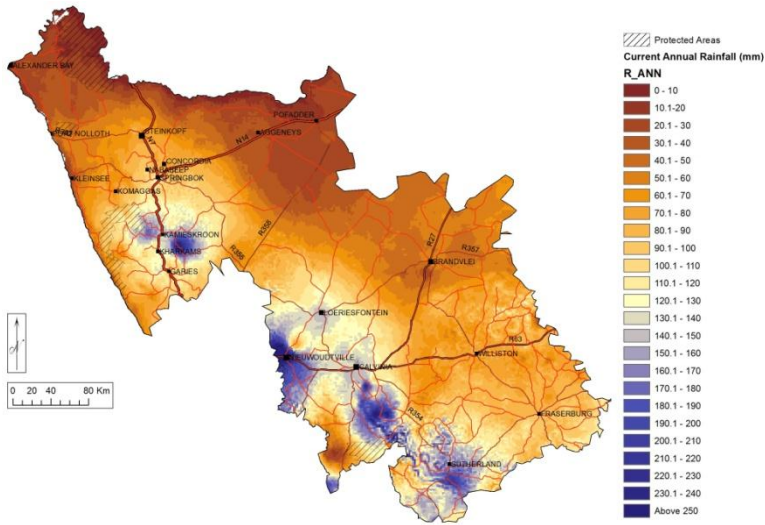 ALEXANDER BAY
POFADDER
STEINKOPF
N14
AGGENEYS
N7
CONCORDIA
NABABEEP
SPRINGBOK
KLEINSEE
KOMAGGAS
KAMIESKROON
KHARKAMS
GARIES
R358
R355
R27
R357
BRANDVLEI
LOERIESFONTEIN
NIEUWOUDTVILLE
CALVINIA
R63
WILLISTON
R354
FRASERBURG
SUTHERLAND
0 20 40 80 Km
Protected Areas
Current Annual Rainfall (mm)
R_ANN
0 - 10
10.1-20
20.1 - 30
30.1 - 40
40.1 - 50
50.1 - 60
60.1 - 70
70.1 - 80
80.1 - 90
90.1 - 100
100.1 - 110
110.1 - 120
120.1 - 130
130.1 - 140
140.1 - 150
150.1 - 160
160.1 - 170
170.1 - 180
180.1 - 190
190.1 - 200
200.1 - 210
210.1 - 220
220.1 - 230
230.1 - 240
Above 250